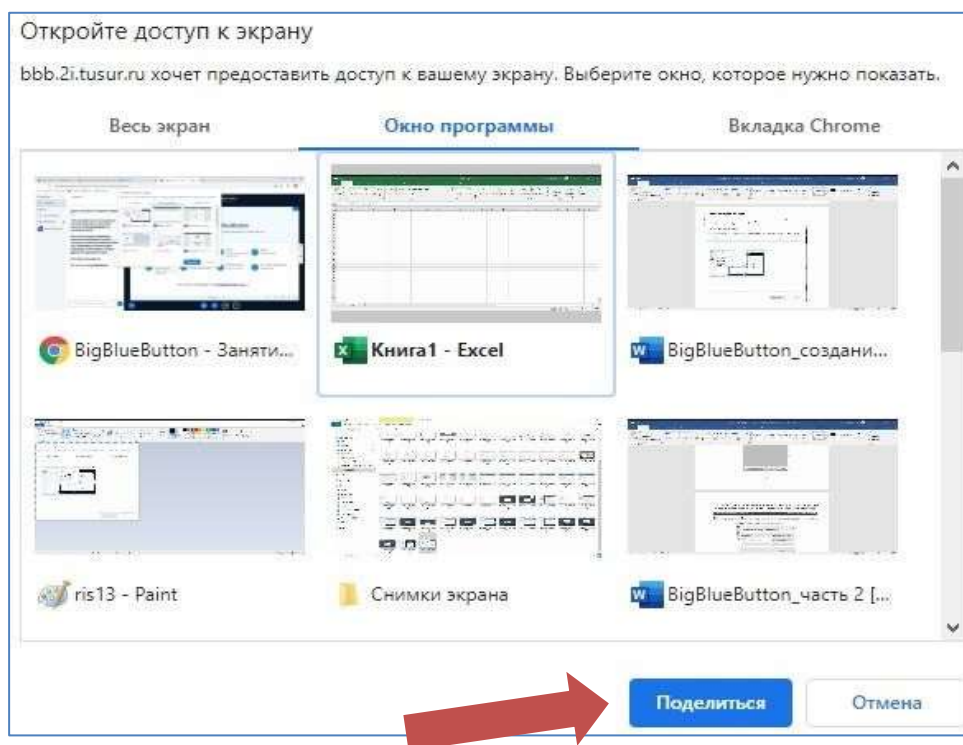 Откройте доступ к экрану
bbb.2i.tusur.ru хочет предоставить доступ к вашему экрану. Выберите окно, которое нужно показать.
Весь экран
Окно программы
Вкладка Chrome
BigBlueButton - Заняти...
Книга1 - Excel
BigBlueButton_создани...
ris13 - Paint
Снимки экрана
BigBlueButton_часть 2 [...
Поделиться
Отмена